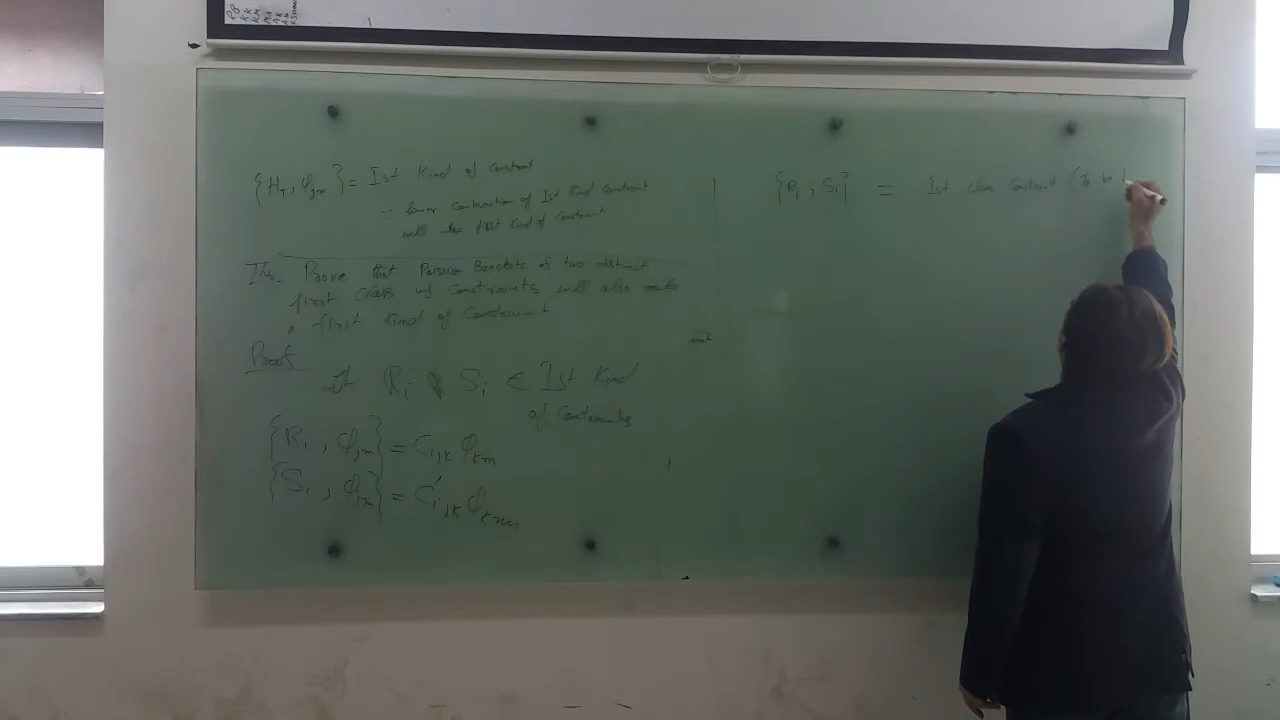 {H_T, φ_jm} = Ist Kind of Constraint
∵ linear combination of Ist kind constraint
will also first kind of Constraint
Prove that Poission Brackets of two abstract
first class of Constraints will also make
a first kind of Constraint
Proof
If R_i & S_i ∈ Ist Kind
of Constraints
{R_i, φ_jm} = C_ijk φ_km
{S_i, φ_jm} = C'_ijk φ_km
{R_i, S_i} = Ist class Constraint (To be